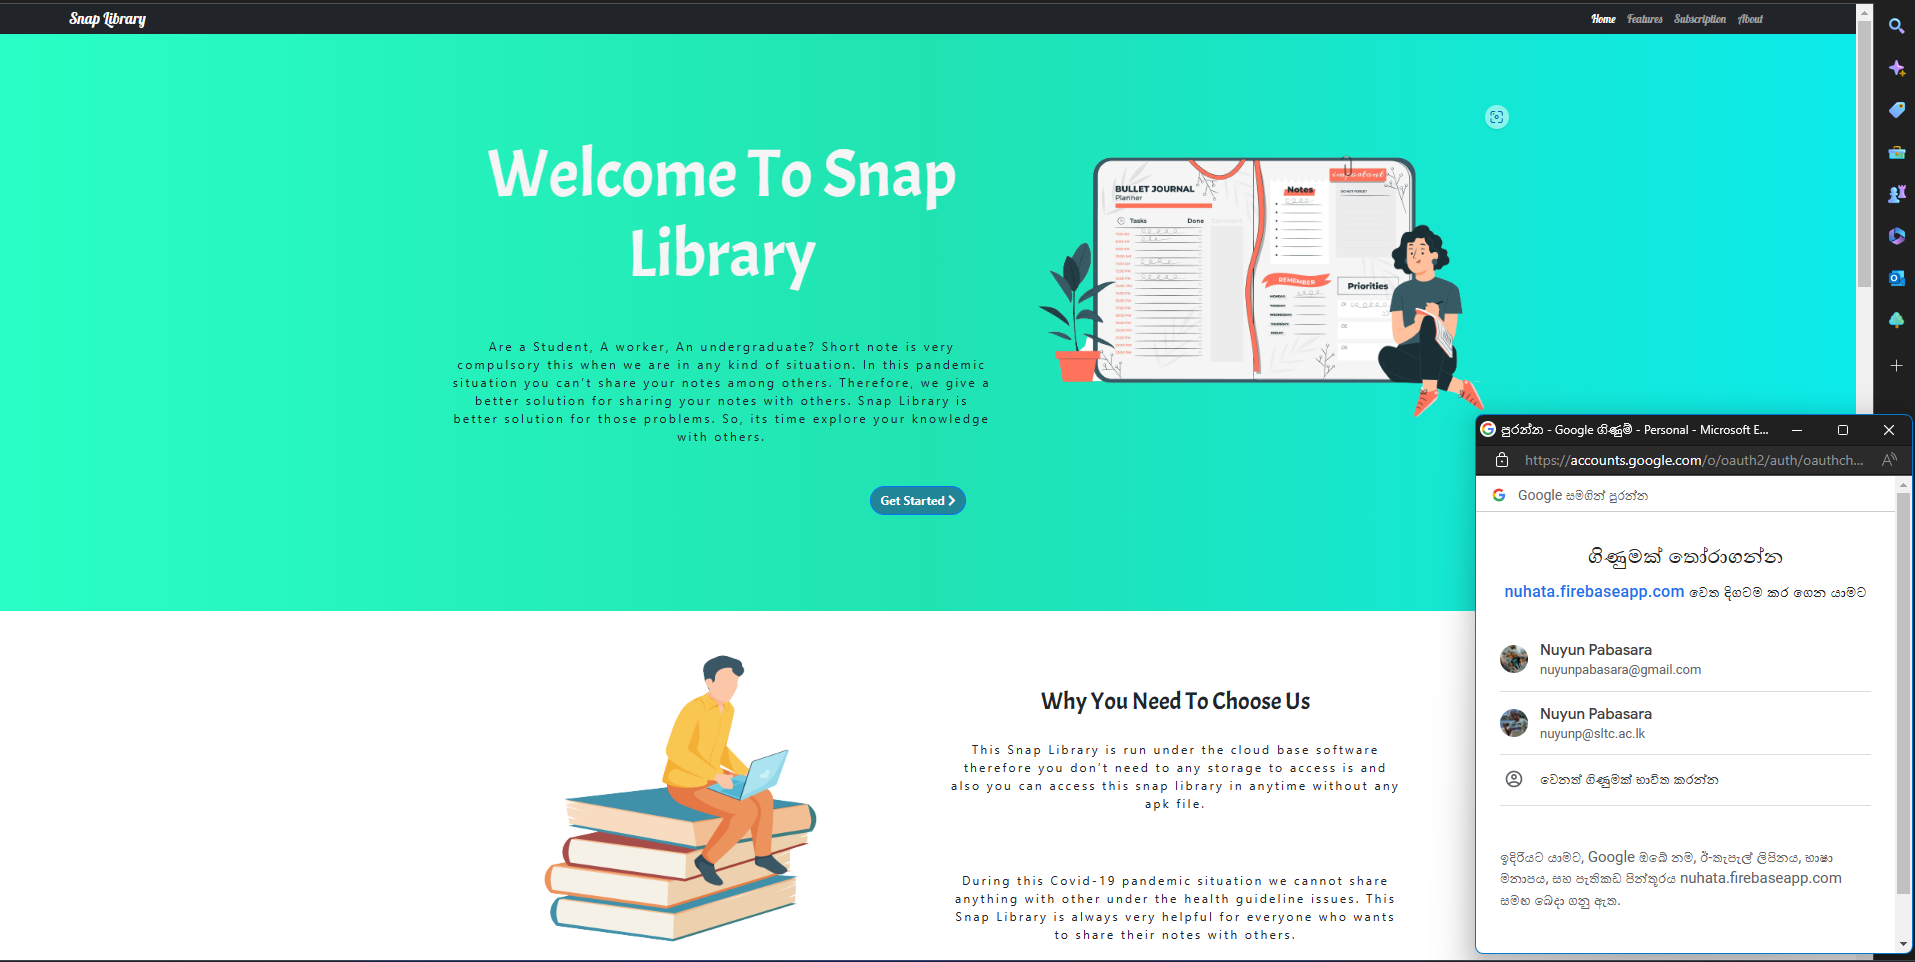 Snap Library
Home Features Subscription About
Welcome To Snap
Library
Are a Student, A worker, An undergraduate? Short note is very
compulsory this when we are in any kind of situation. In this pandemic
situation you can't share your notes among others. Therefore, we give a
better solution for sharing your notes with others. Snap Library is
better solution for those problems. So, its time explore your knowledge
with others.
Get Started
BULLET JOURNAL
Planner
Tasks Done
Notes
important
DO NOT FORGET
REMEMBER
Priorities
Why You Need To Choose Us
This Snap Library is run under the cloud base software
therefore you don't need to any storage to access is and
also you can access this snap library in anytime without any
apk file.
During this Covid-19 pandemic situation we cannot share
anything with other under the health guideline issues. This
Snap Library is always very helpful for everyone who wants
to share their notes with others.
පුරන්න - Google ගිණුම් - Personal - Microsoft E...
https://accounts.google.com/o/oauth2/auth/oauthch...
Google සමගින් පුරන්න
ගිණුමක් තෝරාගන්න
nuhata.firebaseapp.com වෙත දිගටම කර ගෙන යාමට
Nuyun Pabasara
nuyunpabasara@gmail.com
Nuyun Pabasara
nuyunp@sltc.ac.lk
වෙනත් ගිණුමක් භාවිත කරන්න
ඉදිරියට යාමට, Google ඔබේ නම, ඊ-තැපැල් ලිපිනය, භාෂා
මනාපය, සහ පැතිකඩ පින්තූරය nuhata.firebaseapp.com
සමඟ බෙදා ගනු ඇත.